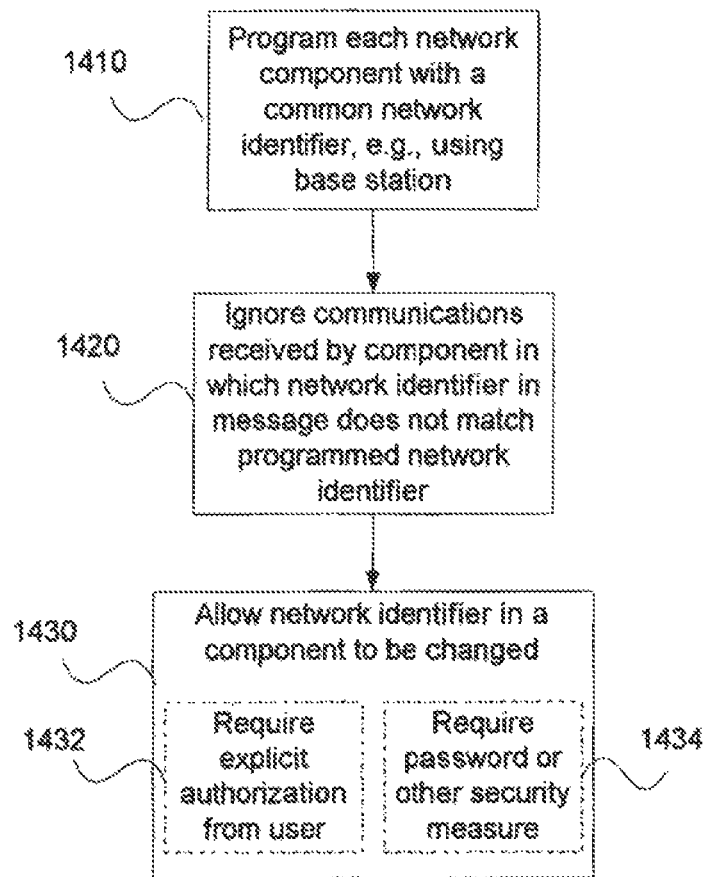 1410
Program each network
component with a
common network
identifier, e.g., using
base station
1420
Ignore communications
received by component in
which network identifier in
message does not match
programmed network
identifier
1430
Allow network identifier in a
component to be changed
1432
Require
explicit
authorization
from user
Require
password or
other security
measure
1434